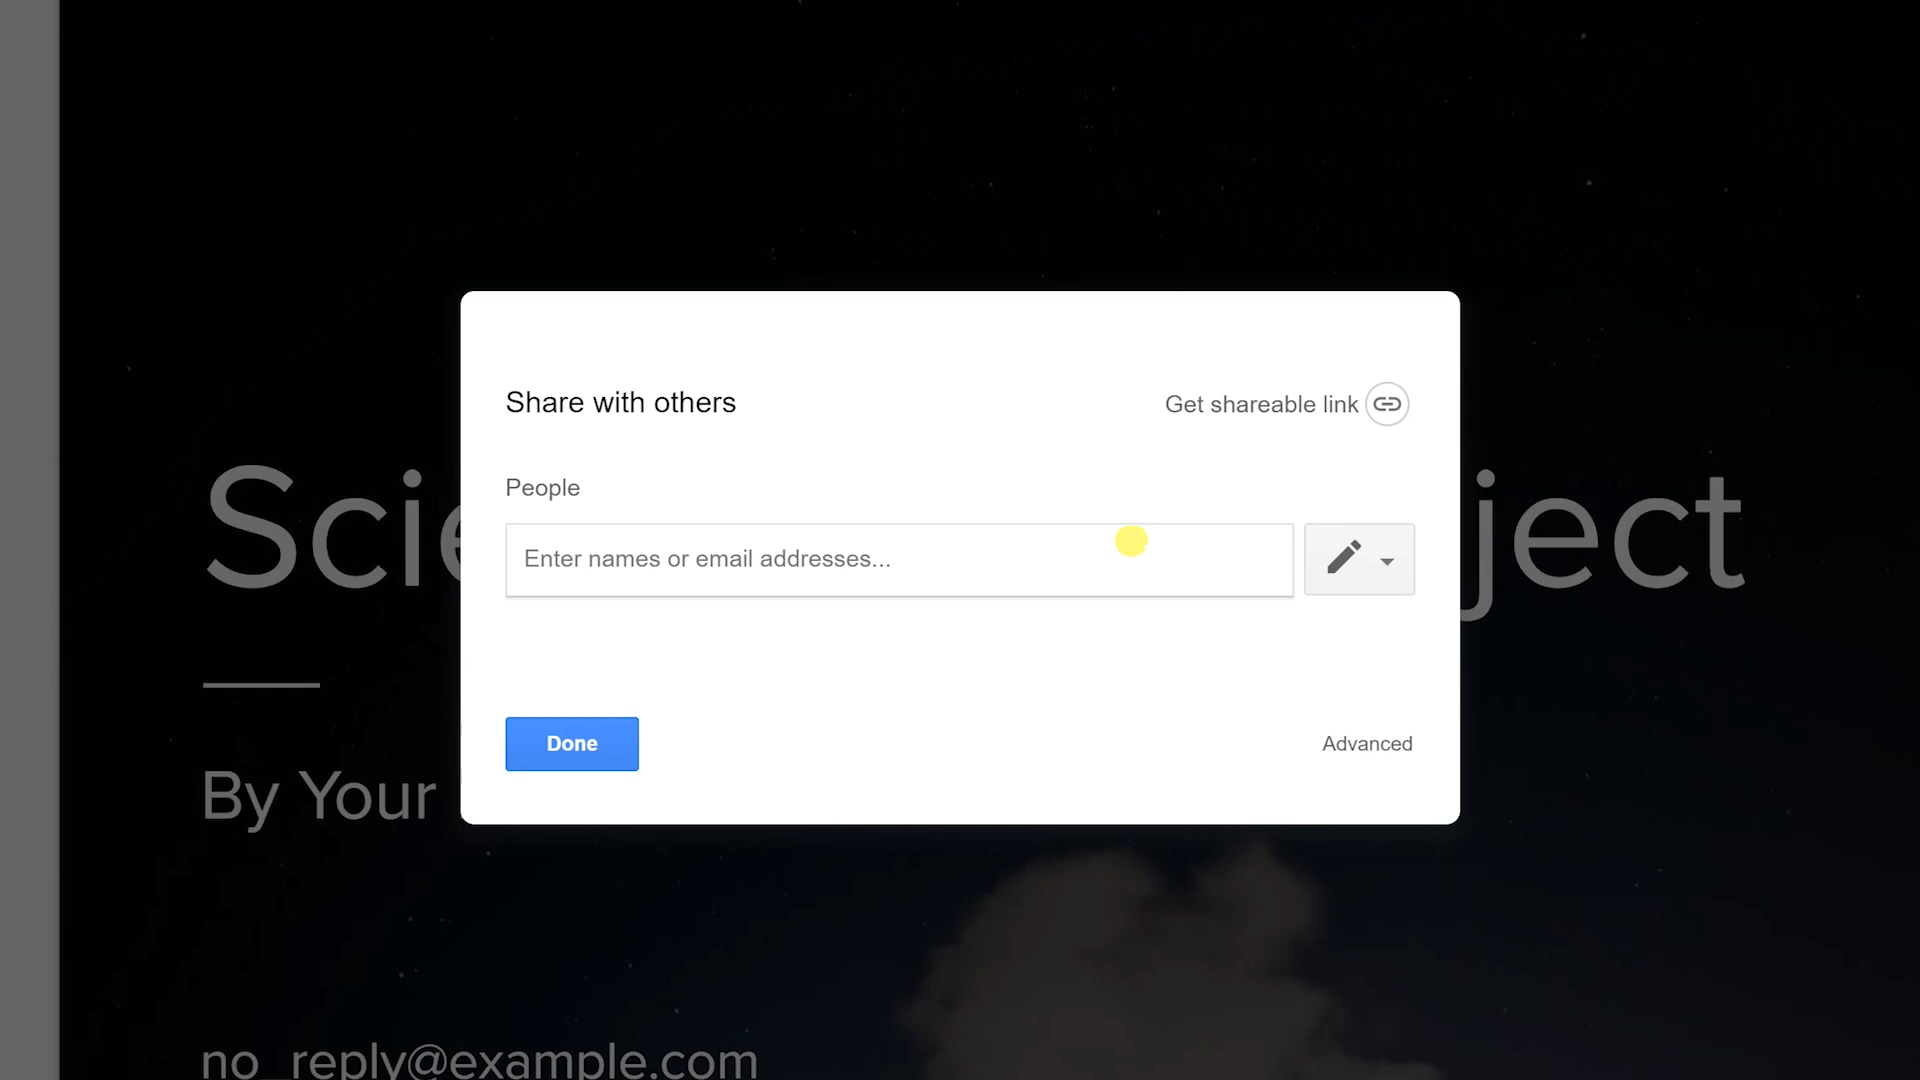 Share with others
Get shareable link
People
Enter names or email addresses...
Scie ject
Done
Advanced
By Your
no_reply@example.com